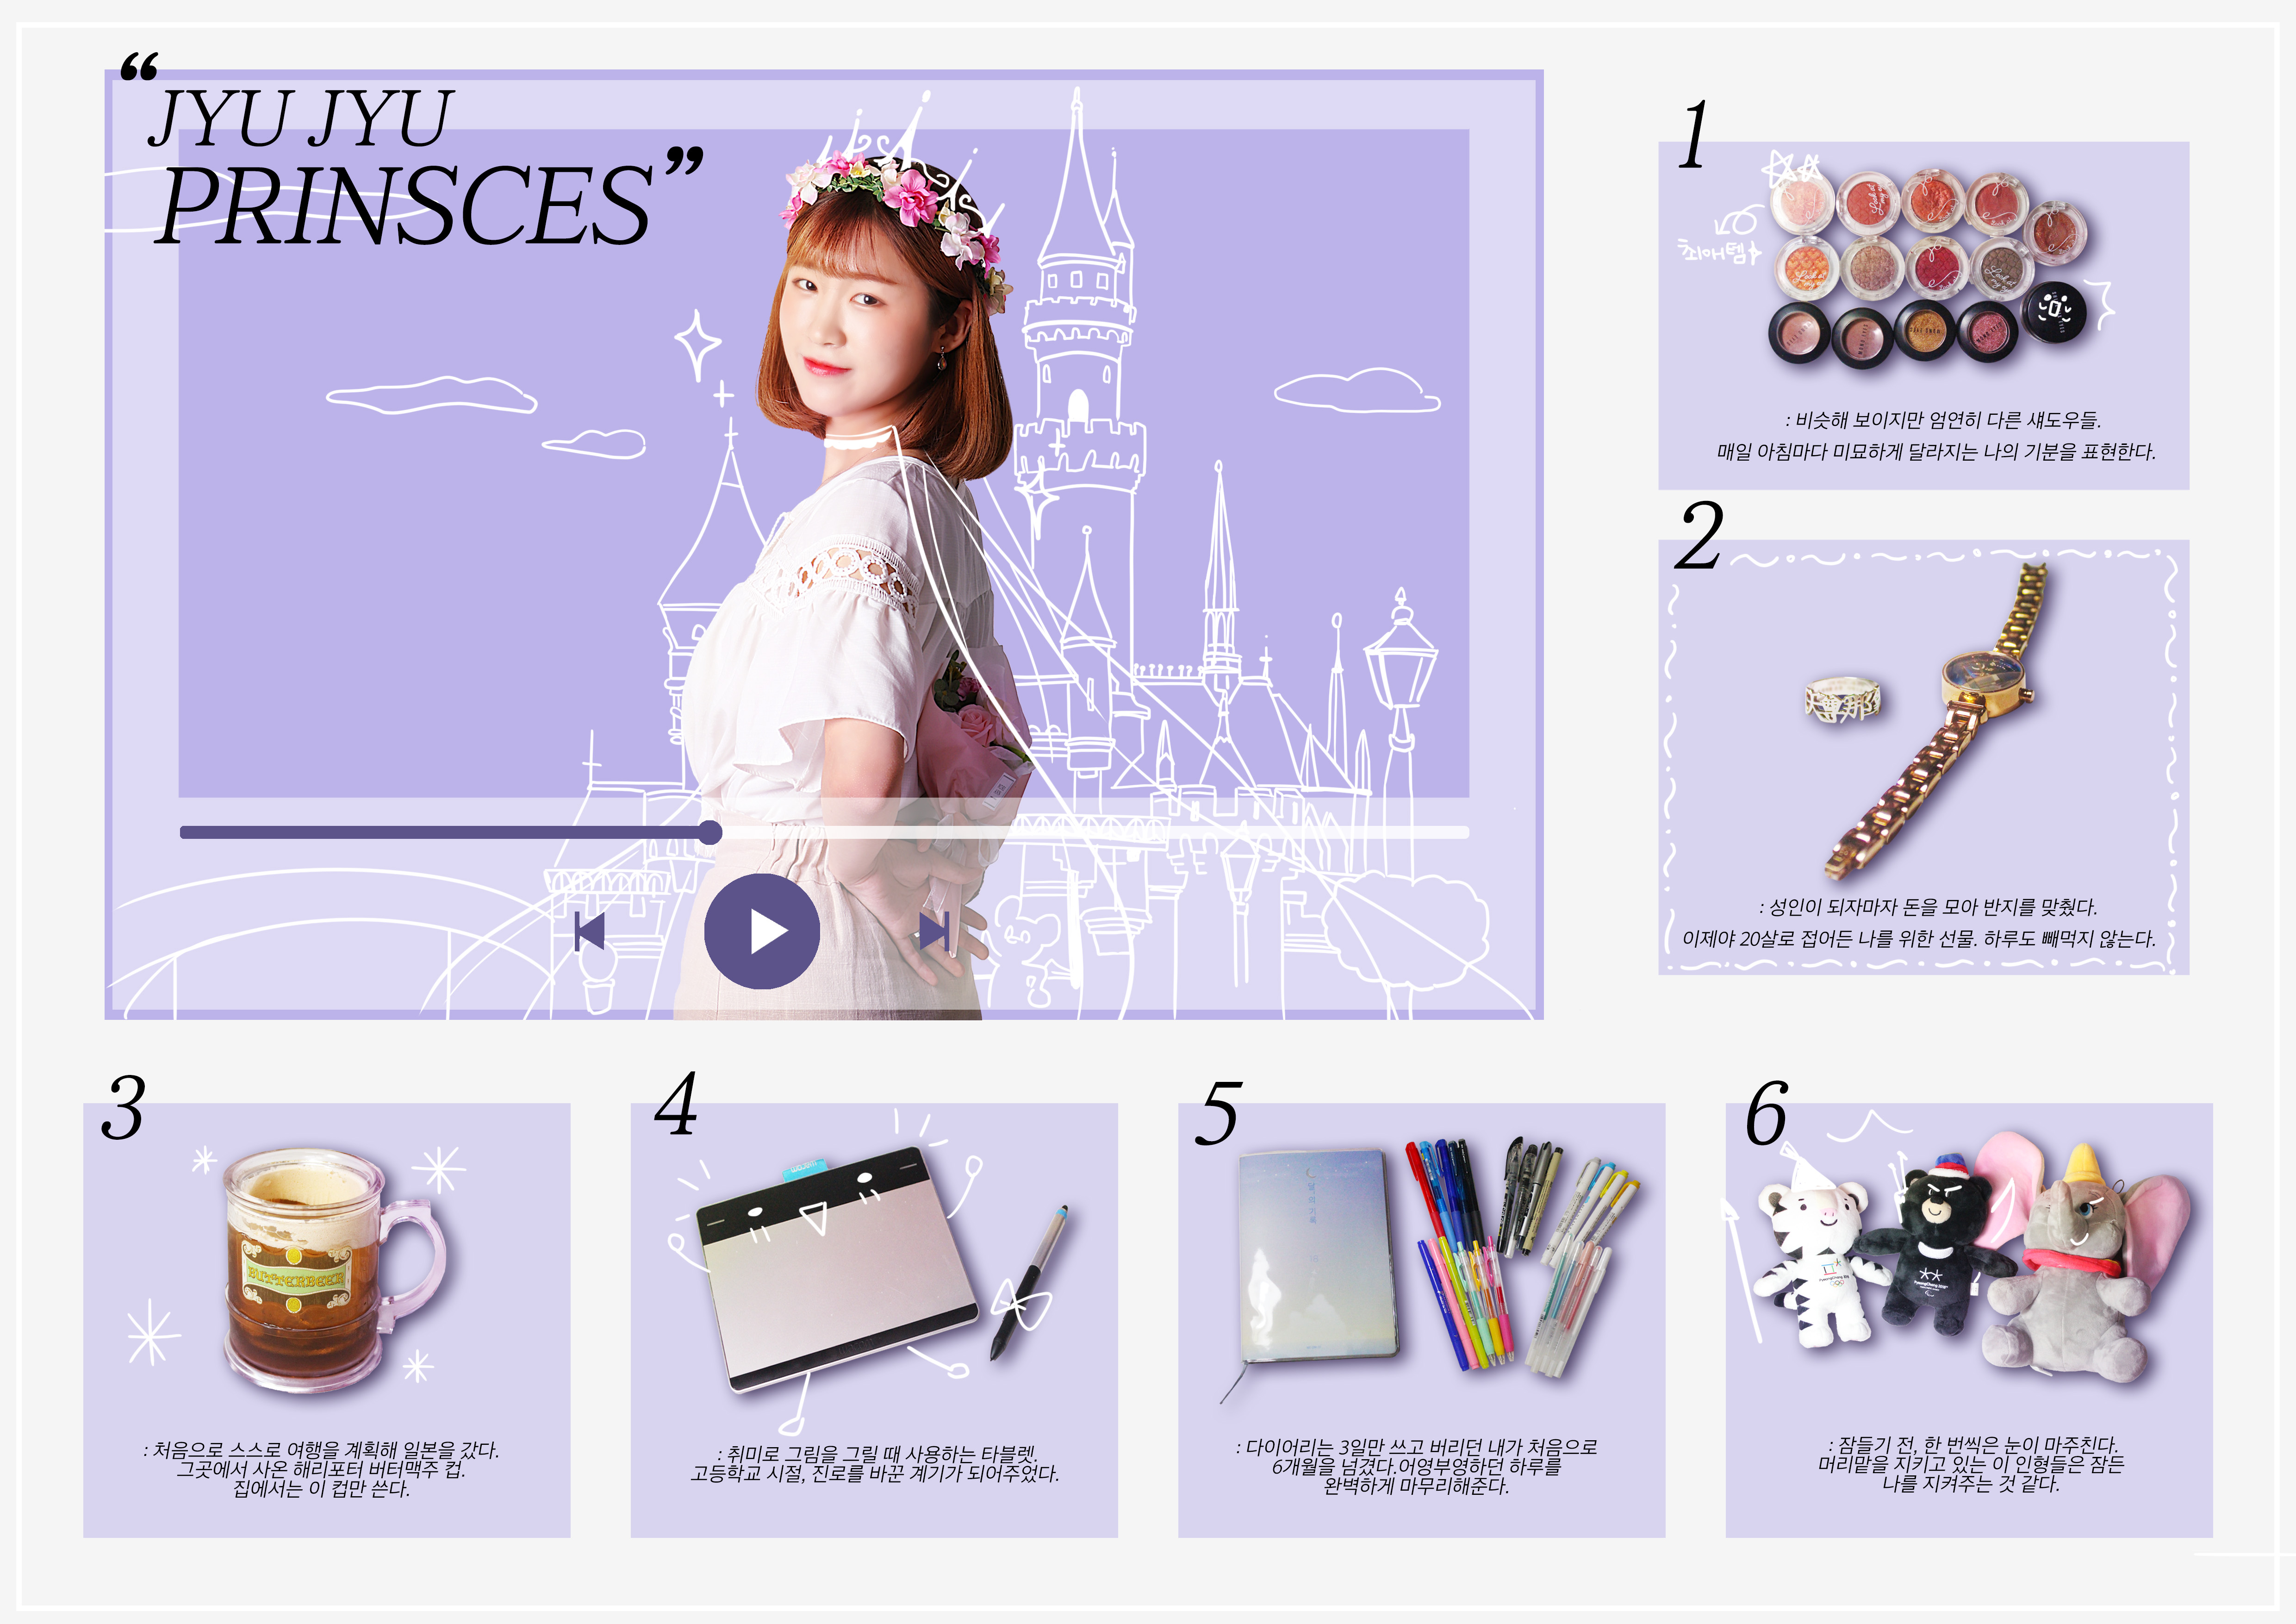 “JYU JYU
PRINSCES”
1
최애템
: 비슷해 보이지만 엄연히 다른 섀도우들.
매일 아침마다 미묘하게 달라지는 나의 기분을 표현한다.
2
: 성인이 되자마자 돈을 모아 반지를 맞췄다.
이제야 20살로 접어든 나를 위한 선물. 하루도 빼먹지 않는다.
3
BUTTERBEER
: 처음으로 스스로 여행을 계획해 일본을 갔다.
그곳에서 사온 해리포터 버터맥주 컵.
집에서는 이 컵만 쓴다.
4
wacom
: 취미로 그림을 그릴 때 사용하는 타블렛.
고등학교 시절, 진로를 바꾼 계기가 되어주었다.
5
달의기록
: 다이어리는 3일만 쓰고 버리던 내가 처음으로
6개월을 넘겼다.어영부영하던 하루를
완벽하게 마무리해준다.
6
: 잠들기 전, 한 번씩은 눈이 마주친다.
머리맡을 지키고 있는 이 인형들은 잠든
나를 지켜주는 것 같다.